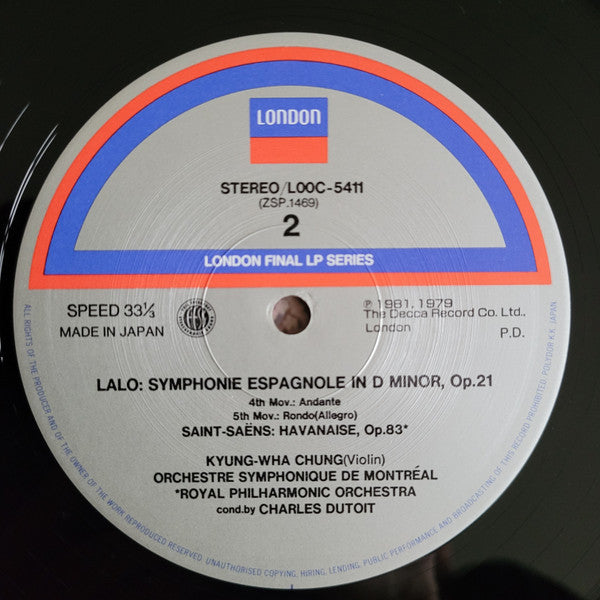 LONDON
STEREO/LOOC-5411
(ZSP.1469)
2
LONDON FINAL LP SERIES
SPEED 33⅓
MADE IN JAPAN
℗ 1981, 1979
The Decca Record Co. Ltd.,
London
P.D.
LALO: SYMPHONIE ESPAGNOLE IN D MINOR, Op.21
4th Mov.: Andante
5th Mov.: Rondo(Allegro)
SAINT-SAËNS: HAVANAISE, Op.83*
KYUNG-WHA CHUNG(Violin)
ORCHESTRE SYMPHONIQUE DE MONTRÉAL
*ROYAL PHILHARMONIC ORCHESTRA
cond.by CHARLES DUTOIT
ALL RIGHTS OF THE PRODUCER AND OF THE OWNER OF THE WORK REPRODUCED RESERVED. UNAUTHORISED COPYING, HIRING, LENDING, PUBLIC PERFORMANCE AND BROADCASTING OF THIS RECORD PROHIBITED. POLYDOR K.K. JAPAN